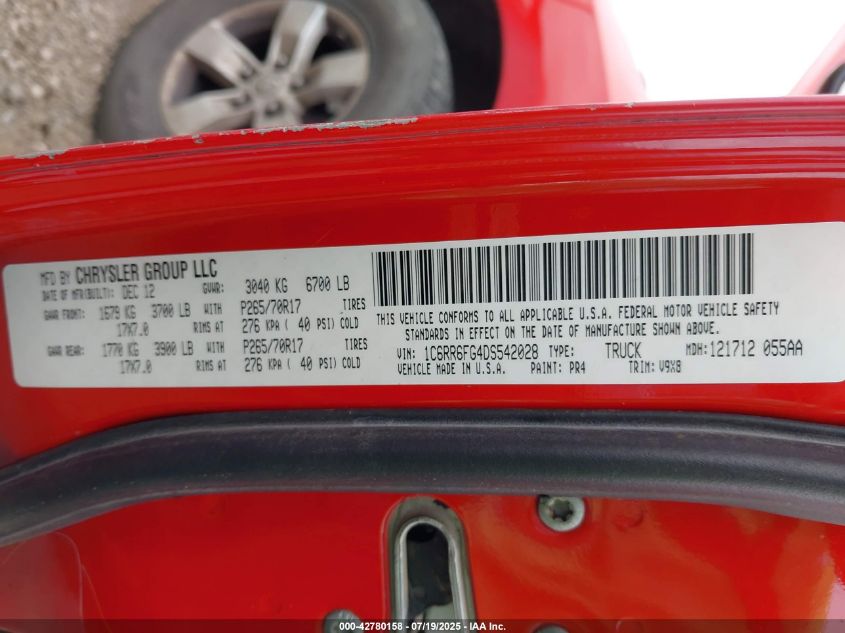 MFD BY CHRYSLER GROUP LLC
DATE OF MFR(BUILT): DEC 12 GVWR: 3040 KG 6700 LB
GAWR FRONT: 1679 KG 3700 LB WITH P265/70R17 TIRES
17X7.0 RIMS AT 276 KPA ( 40 PSI) COLD
GAWR REAR: 1770 KG 3900 LB WITH P265/70R17 TIRES
17X7.0 RIMS AT 276 KPA ( 40 PSI) COLD
THIS VEHICLE CONFORMS TO ALL APPLICABLE U.S.A. FEDERAL MOTOR VEHICLE SAFETY
STANDARDS IN EFFECT ON THE DATE OF MANUFACTURE SHOWN ABOVE.
VIN: 1C6RR6FG4DS542028 TYPE: TRUCK MDH: 121712 055AA
VEHICLE MADE IN U.S.A. PAINT: PR4 TRIM: V9X8
000-42780158 - 07/19/2025 - IAA Inc.